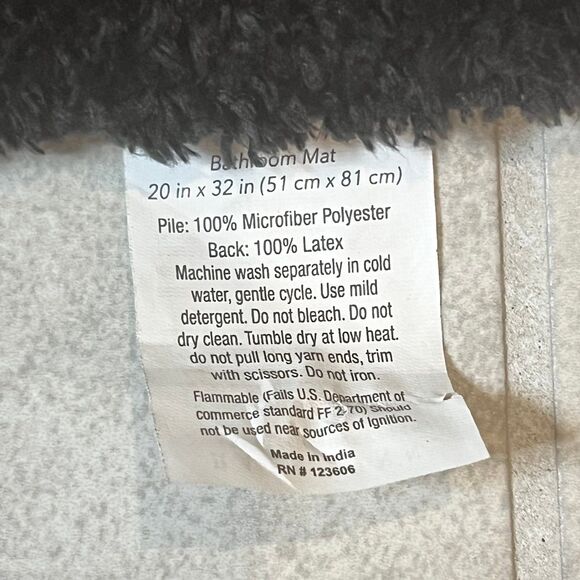 Bathroom Mat
20 in x 32 in (51 cm x 81 cm)
Pile: 100% Microfiber Polyester
Back: 100% Latex
Machine wash separately in cold
water, gentle cycle. Use mild
detergent. Do not bleach. Do not
dry clean. Tumble dry at low heat.
do not pull long yarn ends, trim
with scissors. Do not iron.
Flammable (Fails U.S. Department of
commerce standard FF 2-70) Should
not be used near sources of Ignition.
Made in India
RN # 123606